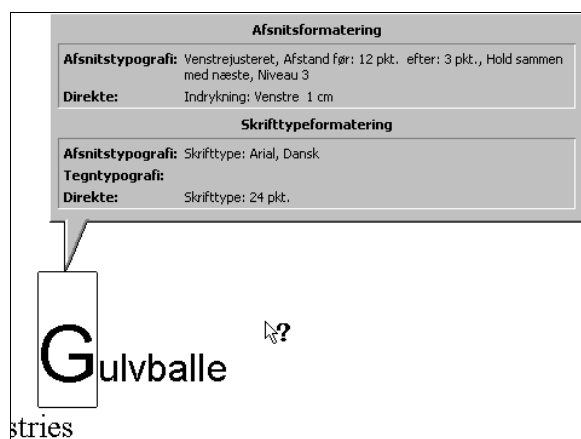 Afsnitsformatering
Afsnitstypografi: Venstrejusteret, Afstand før: 12 pkt. efter: 3 pkt., Hold sammen
med næste, Niveau 3
Direkte: Indrykning: Venstre 1 cm
Skrifttypeformatering
Afsnitstypografi: Skrifttype: Arial, Dansk
Tegntypografi:
Direkte: Skrifttype: 24 pkt.
?
Gulvballe
stries